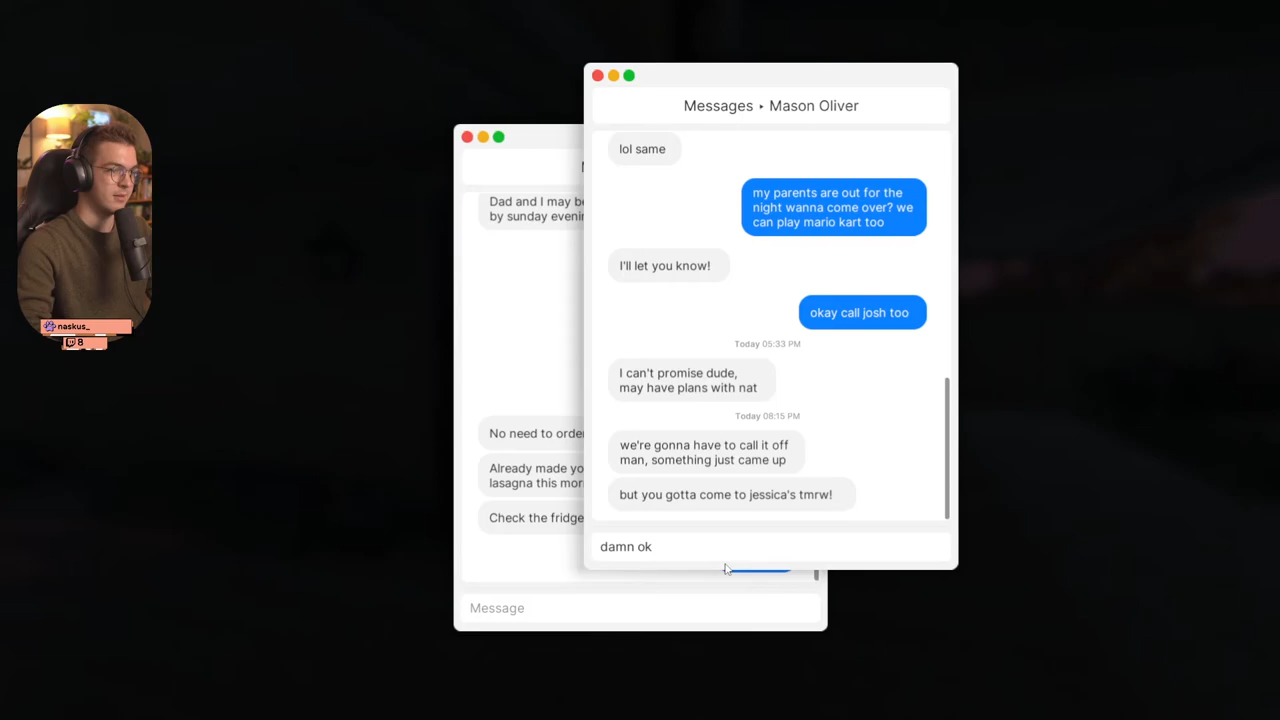 Messages ▸ Mason Oliver
lol same
my parents are out for the
night wanna come over? we
can play mario kart too
I'll let you know!
okay call josh too
Today 05:33 PM
I can't promise dude,
may have plans with nat
Today 08:15 PM
we're gonna have to call it off
man, something just came up
but you gotta come to jessica's tmrw!
damn ok
Dad and I may be
by sunday evenin
No need to orde
Already made yo
lasagna this mor
Check the fridge
Message
naskus_
8